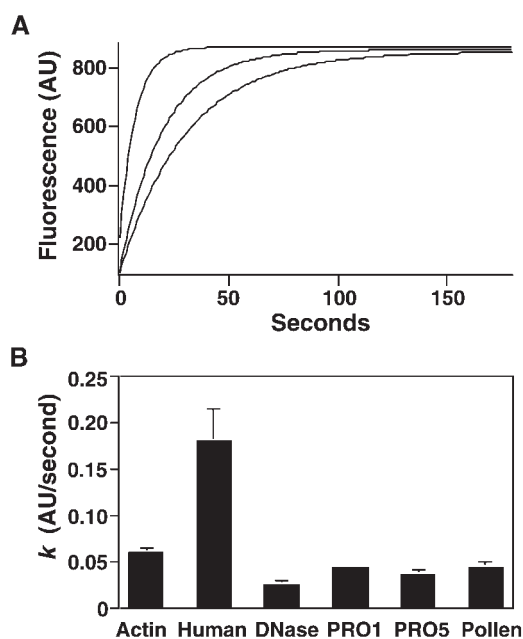 A
Fluorescence (AU)
800
600
400
200
0 50 100 150
Seconds
B
k (AU/second)
0.25
0.20
0.15
0.10
0.05
0
Actin Human DNase PRO1 PRO5 Pollen